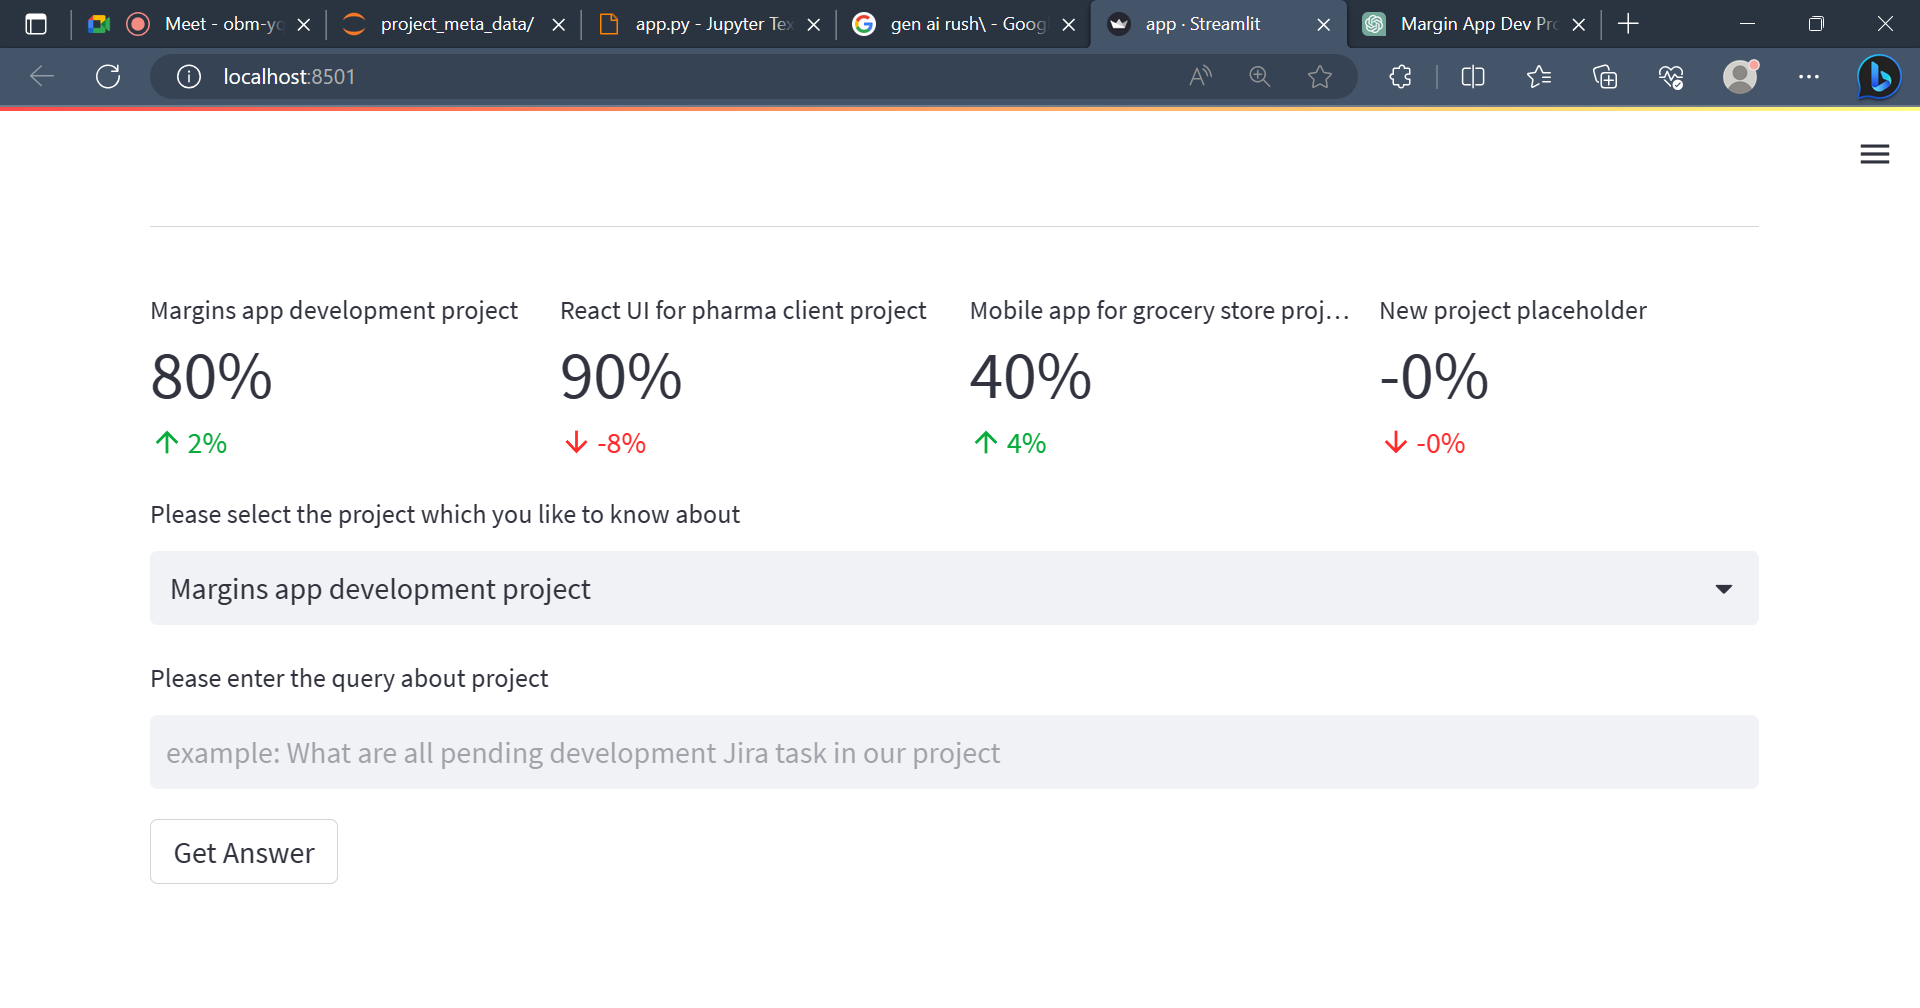 Meet - obm-yo
project_meta_data/
app.py - Jupyter Tex
gen ai rush\ - Goog
app · Streamlit
Margin App Dev Pro
localhost:8501
Margins app development project
React UI for pharma client project
Mobile app for grocery store proj...
New project placeholder
80%
90%
40%
-0%
2%
-8%
4%
-0%
Please select the project which you like to know about
Margins app development project
Please enter the query about project
example: What are all pending development Jira task in our project
Get Answer